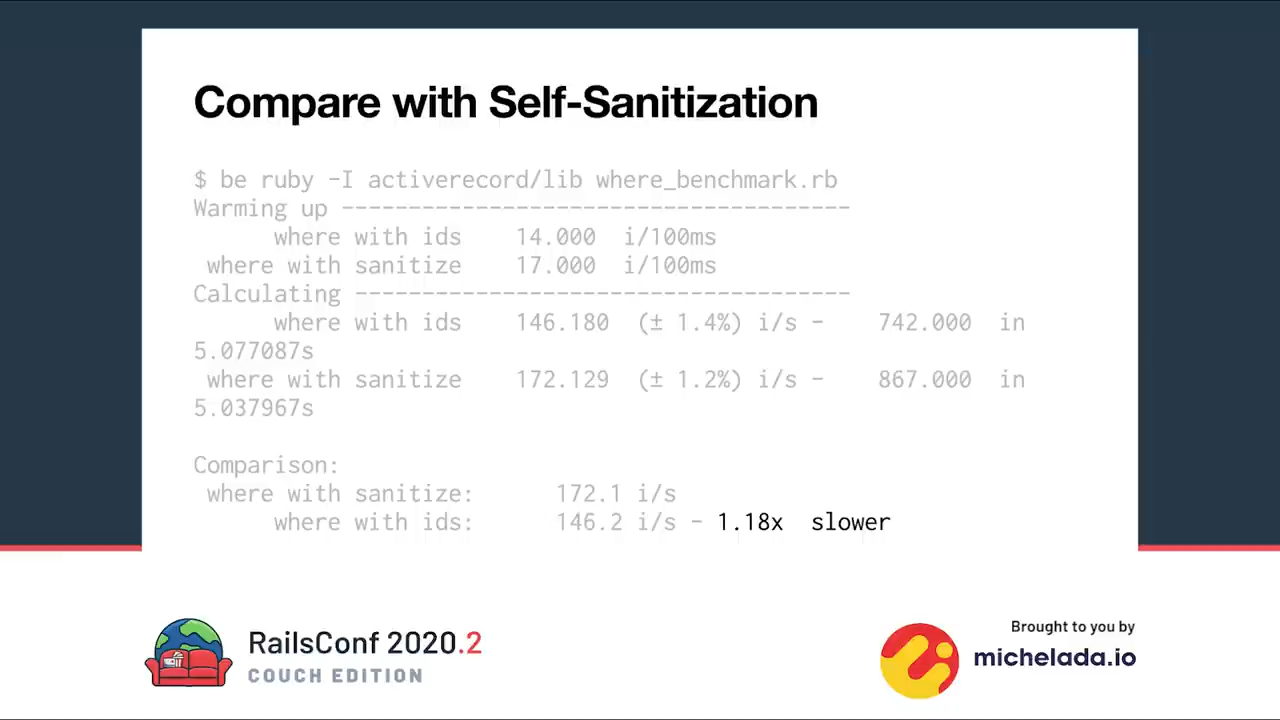 Compare with Self-Sanitization
$ be ruby -I activerecord/lib where_benchmark.rb
Warming up --------------------------------------
where with ids 14.000 i/100ms
where with sanitize 17.000 i/100ms
Calculating -------------------------------------
where with ids 146.180 (± 1.4%) i/s - 742.000 in
5.077087s
where with sanitize 172.129 (± 1.2%) i/s - 867.000 in
5.037967s
Comparison:
where with sanitize: 172.1 i/s
where with ids: 146.2 i/s - 1.18x slower
RailsConf 2020.2
COUCH EDITION
Brought to you by
michelada.io